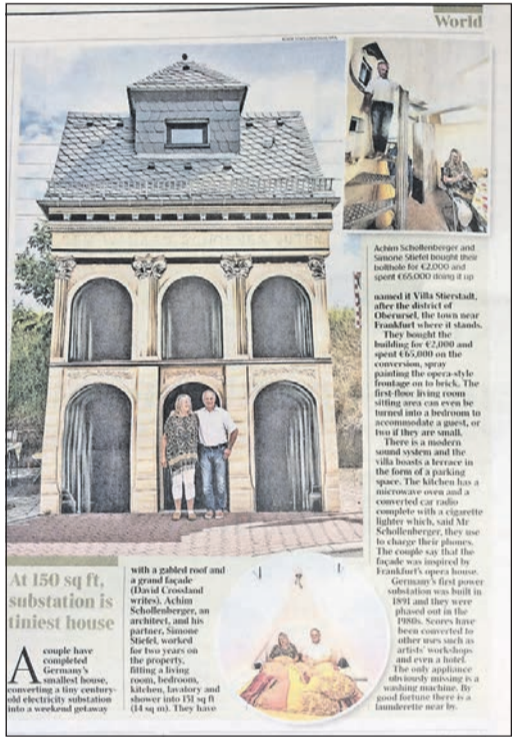 World
Achim Schollenberger and
Simone Stiefel bought their
bolthole for €2,000 and
spent €65,000 doing it up
At 150 sq ft,
substation is
tiniest house
A couple have
completed
Germany's
smallest house,
converting a tiny century-
old electricity substation
into a weekend getaway
with a gabled roof and
a grand façade
(David Crossland
writes). Achim
Schollenberger, an
architect, and his
partner, Simone
Stiefel, worked
for two years on
the property,
fitting a living
room, bedroom,
kitchen, lavatory and
shower into 151 sq ft
(14 sq m). They have
named it Villa Stierstadt,
after the district of
Oberursel, the town near
Frankfurt where it stands.
They bought the
building for €2,000 and
spent €65,000 on the
conversion, spray
painting the opera-style
frontage on to brick. The
first-floor living room
sitting area can even be
turned into a bedroom to
accommodate a guest, or
two if they are small.
There is a modern
sound system and the
villa boasts a terrace in
the form of a parking
space. The kitchen has a
microwave oven and a
converted car radio
complete with a cigarette
lighter which, said Mr
Schollenberger, they use
to charge their phones.
The couple say that the
façade was inspired by
Frankfurt's opera house.
Germany's first power
substation was built in
1891 and they were
phased out in the
1980s. Scores have
been converted to
other uses such as
artists' workshops
and even a hotel.
The only appliance
obviously missing is a
washing machine. By
good fortune there is a
launderette near by.